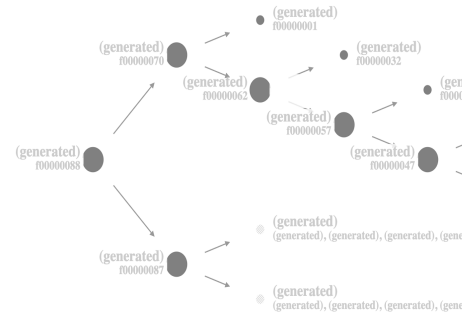 (generated)
f00000001
(generated)
f00000070
(generated)
f00000032
(generated)
f00000062
(generated)
f00000057
(generated)
f00000047
(generated)
f00000088
(generated)
(generated), (generated), (generated),
(generated)
f00000087
(generated)
(generated), (generated), (generated),